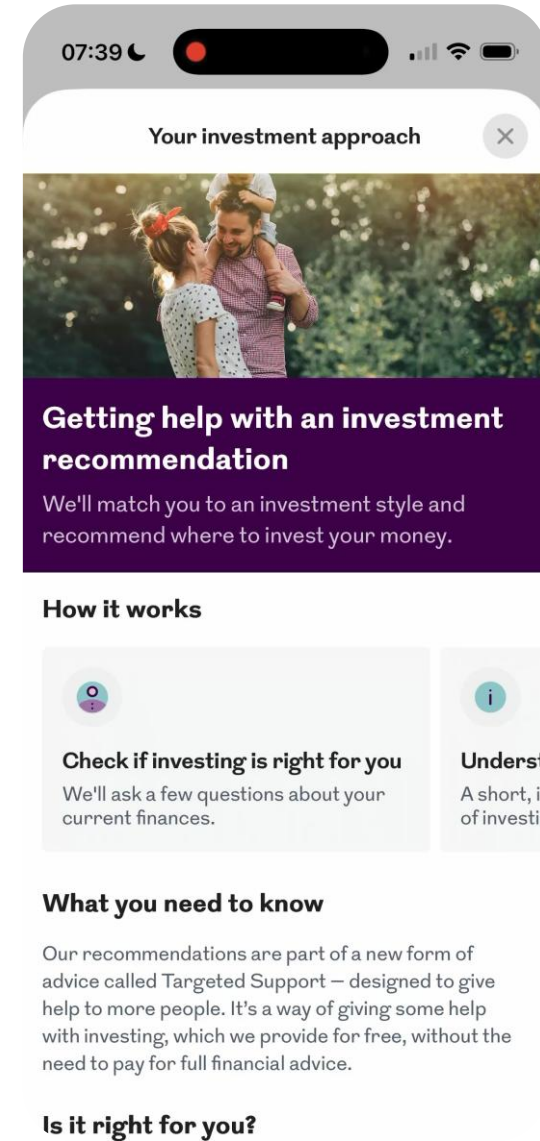 07:39
Your investment approach
Getting help with an investment
recommendation
We'll match you to an investment style and
recommend where to invest your money.
How it works
Check if investing is right for you
We'll ask a few questions about your
current finances.
i
Underst
A short, i
of investi
What you need to know
Our recommendations are part of a new form of
advice called Targeted Support – designed to give
help to more people. It's a way of giving some help
with investing, which we provide for free, without the
need to pay for full financial advice.
Is it right for you?